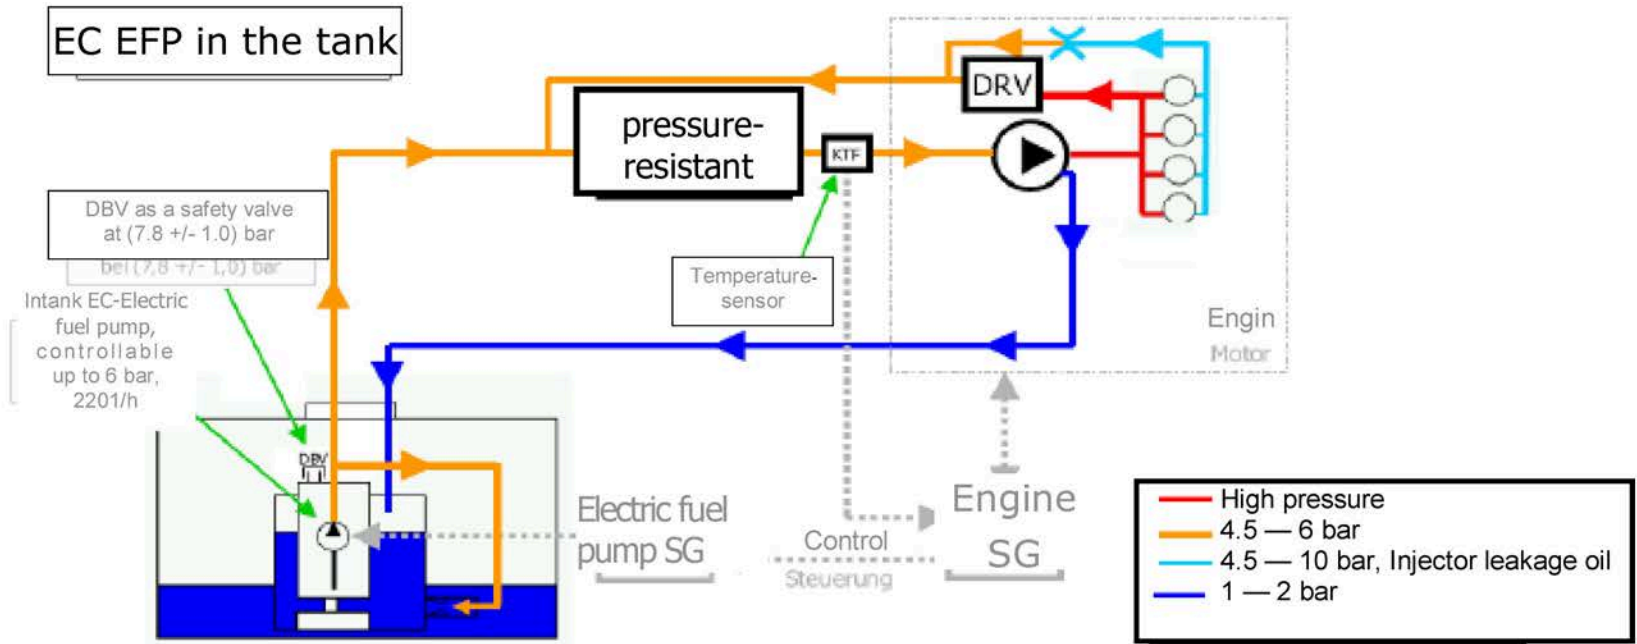 EC EFP in the tank
DRV
pressure-
resistant
KTF
DBV as a safety valve
at (7.8 +/- 1.0) bar
bei (7,8 +/- 1,0) bar
Temperature-
sensor
Intank EC-Electric
fuel pump,
controllable
up to 6 bar,
2201/h
Engin
Motor
DBV
Electric fuel
pump SG
Control
Steuerung
Engine
SG
High pressure
4.5 — 6 bar
4.5 — 10 bar, Injector leakage oil
1 — 2 bar